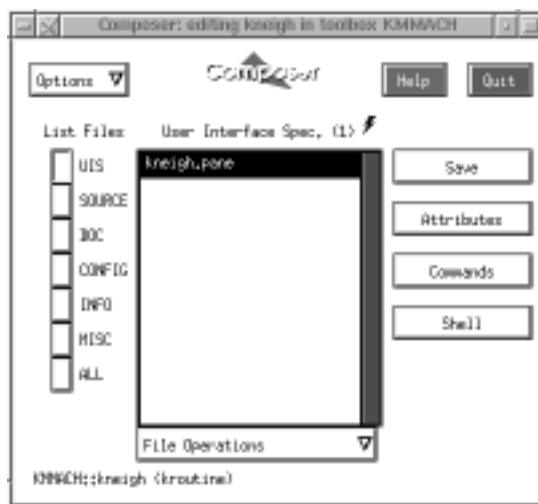 Composer: editing kneigh in toolbox KMMACH
Options
Composer
Help
Quit
List Files
User Interface Spec. (1)
UIS
SOURCE
DOC
CONFIG
INFO
MISC
ALL
kneigh.pane
Save
Attributes
Commands
Shell
File Operations
KMMACH::kneigh (kroutine)